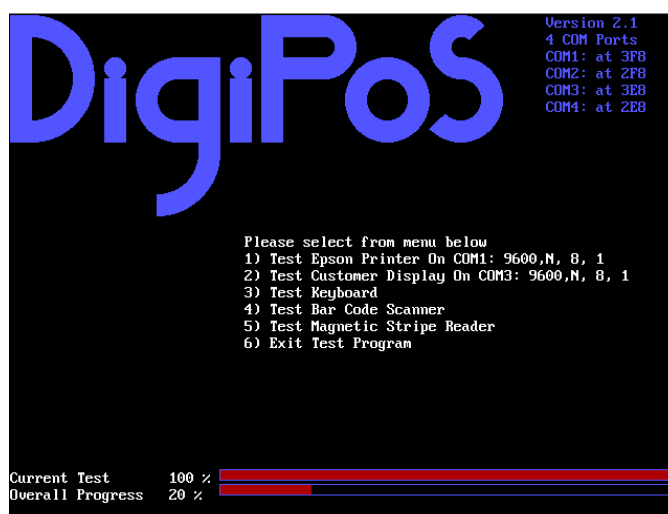 DigiPoS
Version 2.1
4 COM Ports
COM1: at 3F8
COM2: at 2F8
COM3: at 3E8
COM4: at 2E8
Please select from menu below
1) Test Epson Printer On COM1: 9600,N, 8, 1
2) Test Customer Display On COM3: 9600,N, 8, 1
3) Test Keyboard
4) Test Bar Code Scanner
5) Test Magnetic Stripe Reader
6) Exit Test Program
Current Test 100 %
Overall Progress 20 %